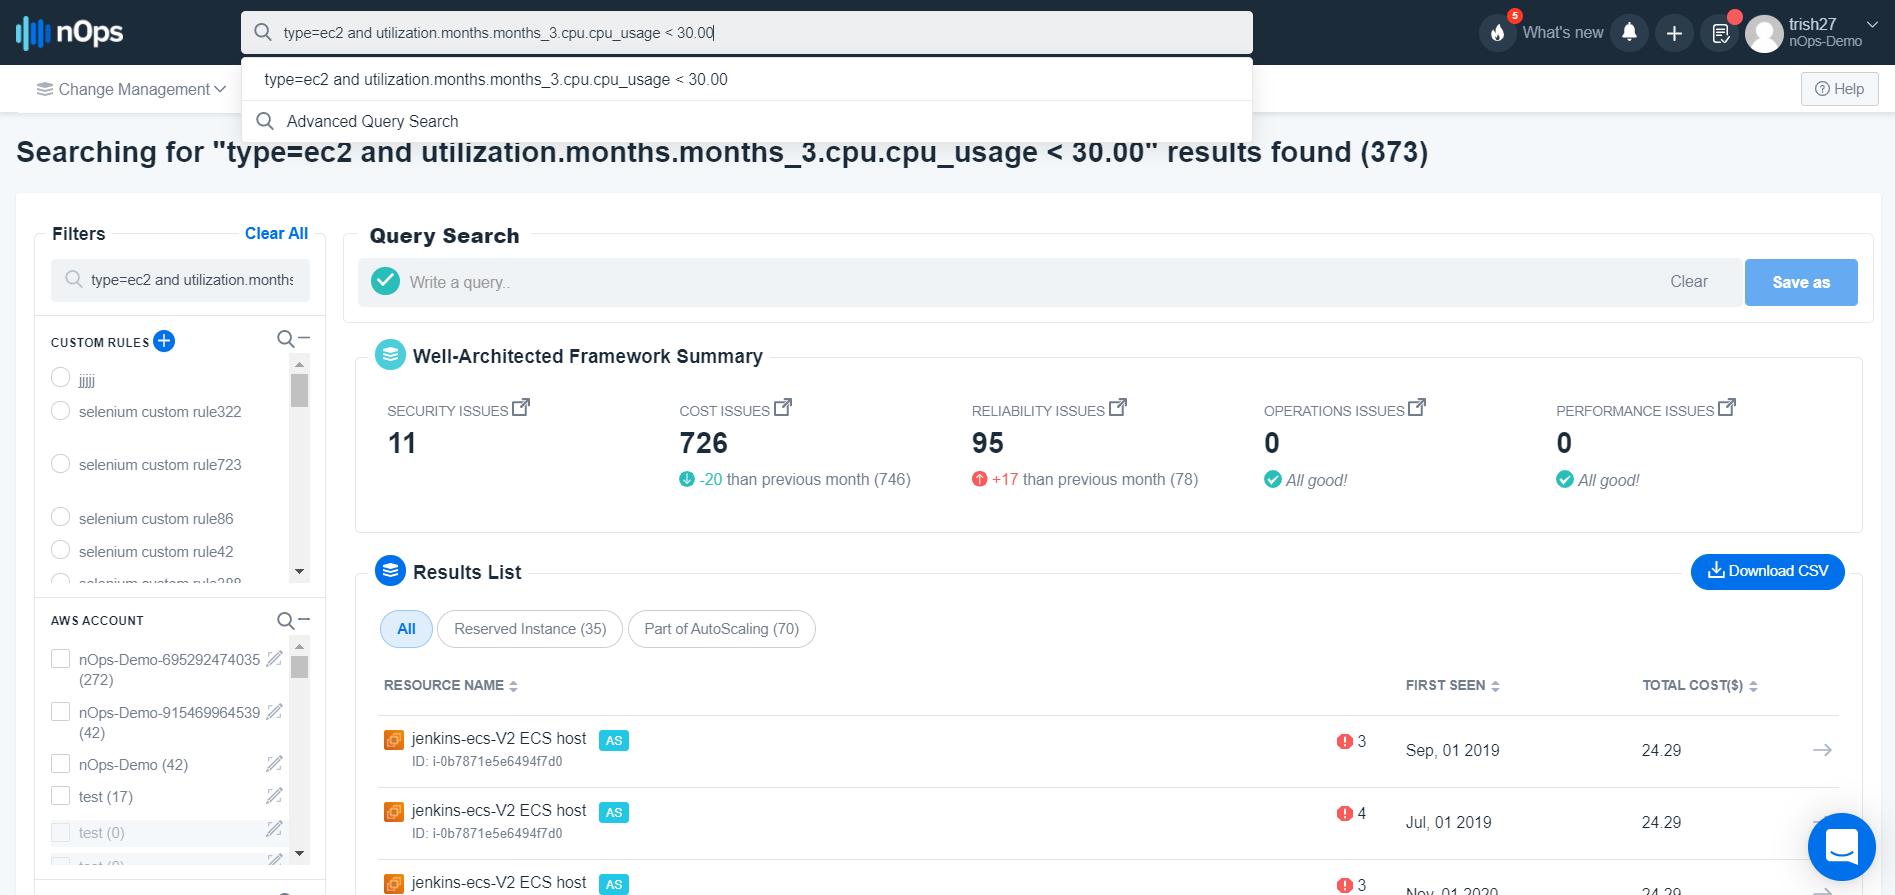 nOps
type=ec2 and utilization.months.months_3.cpu.cpu_usage < 30.00
5
What's new
trish27
nOps-Demo
type=ec2 and utilization.months.months_3.cpu.cpu_usage < 30.00
Change Management
Help
Advanced Query Search
Searching for "type=ec2 and utilization.months.months_3.cpu.cpu_usage < 30.00" results found (373)
Filters
Clear All
type=ec2 and utilization.months
Query Search
Write a query..
Clear
Save as
CUSTOM RULES
jjjjj
selenium custom rule322
selenium custom rule723
selenium custom rule86
selenium custom rule42
selenium custom rule388
Well-Architected Framework Summary
SECURITY ISSUES
11
COST ISSUES
726
-20 than previous month (746)
RELIABILITY ISSUES
95
+17 than previous month (78)
OPERATIONS ISSUES
0
All good!
PERFORMANCE ISSUES
0
All good!
AWS ACCOUNT
nOps-Demo-695292474035
(272)
nOps-Demo-915469964539
(42)
nOps-Demo (42)
test (17)
test (0)
test (0)
Results List
Download CSV
All
Reserved Instance (35)
Part of AutoScaling (70)
RESOURCE NAME
FIRST SEEN
TOTAL COST($)
jenkins-ecs-V2 ECS host AS
ID: i-0b7871e5e6494f7d0
3
Sep, 01 2019
24.29
jenkins-ecs-V2 ECS host AS
ID: i-0b7871e5e6494f7d0
4
Jul, 01 2019
24.29
jenkins-ecs-V2 ECS host AS
3
Nov, 01 2020
24.29